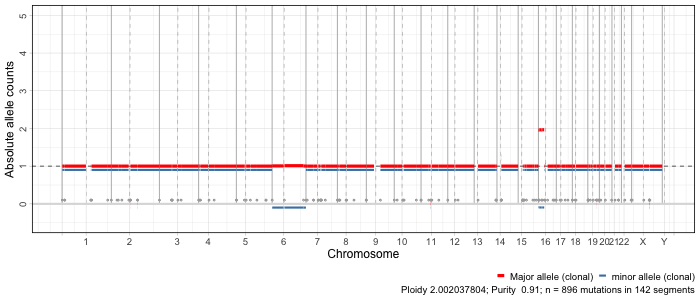 Absolute allele counts
5
4
3
2
1
0
1 2 3 4 5 6 7 8 9 10 11 12 13 14 15 16 17 18 19 20 21 22 X Y
Chromosome
Major allele (clonal) minor allele (clonal)
Ploidy 2.002037804; Purity 0.91; n = 896 mutations in 142 segments